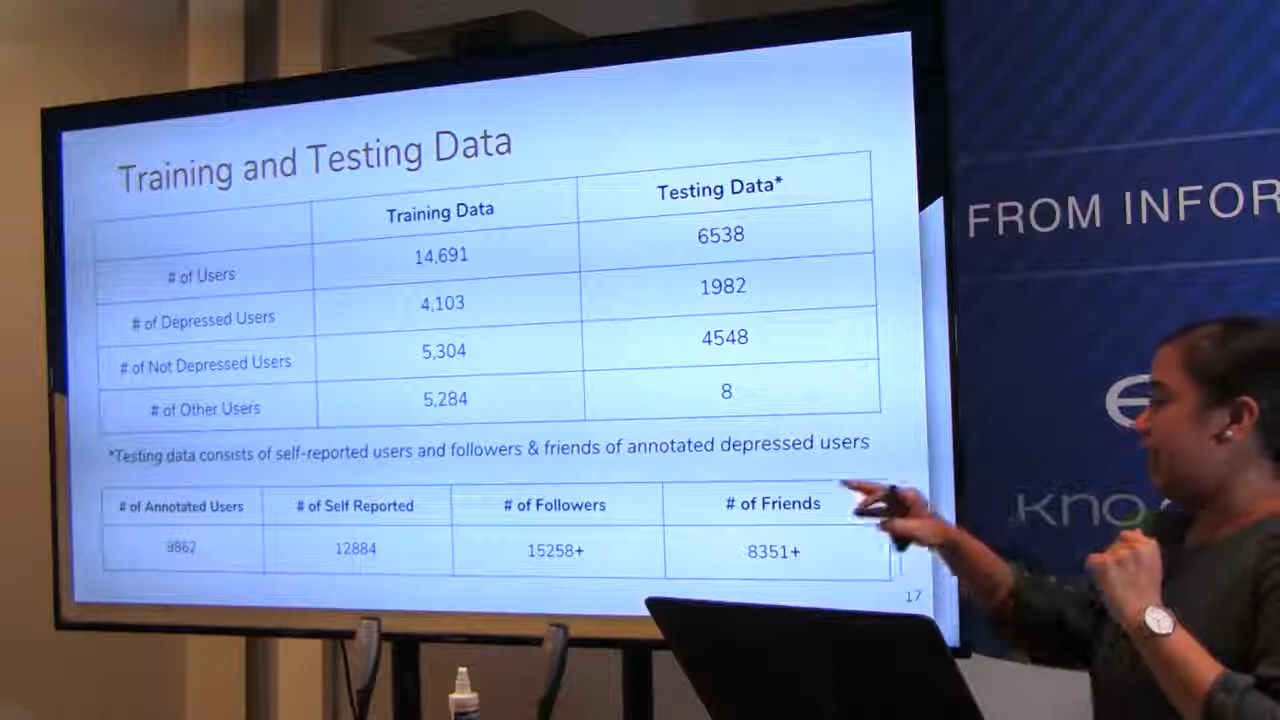 Training and Testing Data
Training Data Testing Data*
# of Users 14,691 6538
# of Depressed Users 4,103 1982
# of Not Depressed Users 5,304 4548
# of Other Users 5,284 8
*Testing data consists of self-reported users and followers & friends of annotated depressed users
# of Annotated Users # of Self Reported # of Followers # of Friends
9862 12884 15258+ 8351+
17
FROM INFOR
kno